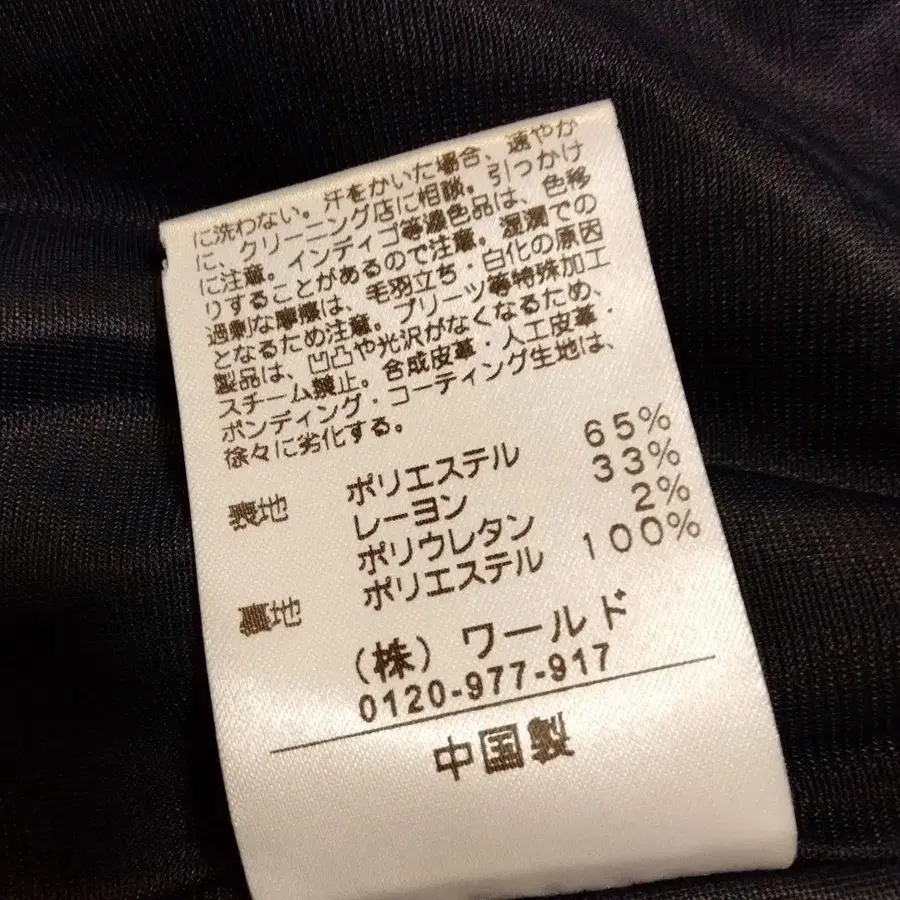 に洗わない。汗をかいた場合、速やか
に、クリーニング店に相談。引っかけ
に注意。インディゴ等濃色品は、色移
りすることがあるので注意。湿潤での
過剰な摩擦は、毛羽立ち・白化の原因
となるため注意。プリーツ等特殊加工
製品は、凹凸や光沢がなくなるため、
スチーム禁止。合成皮革・人工皮革・
ボンディング・コーティング生地は、
徐々に劣化する。
表地 ポリエステル 65%
レーヨン 33%
ポリウレタン 2%
裏地 ポリエステル 100%
(株) ワールド
0120-977-917
中国製